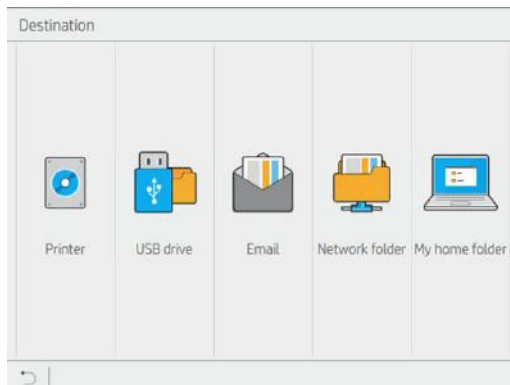 Destination
Printer
USB drive
Email
Network folder
My home folder